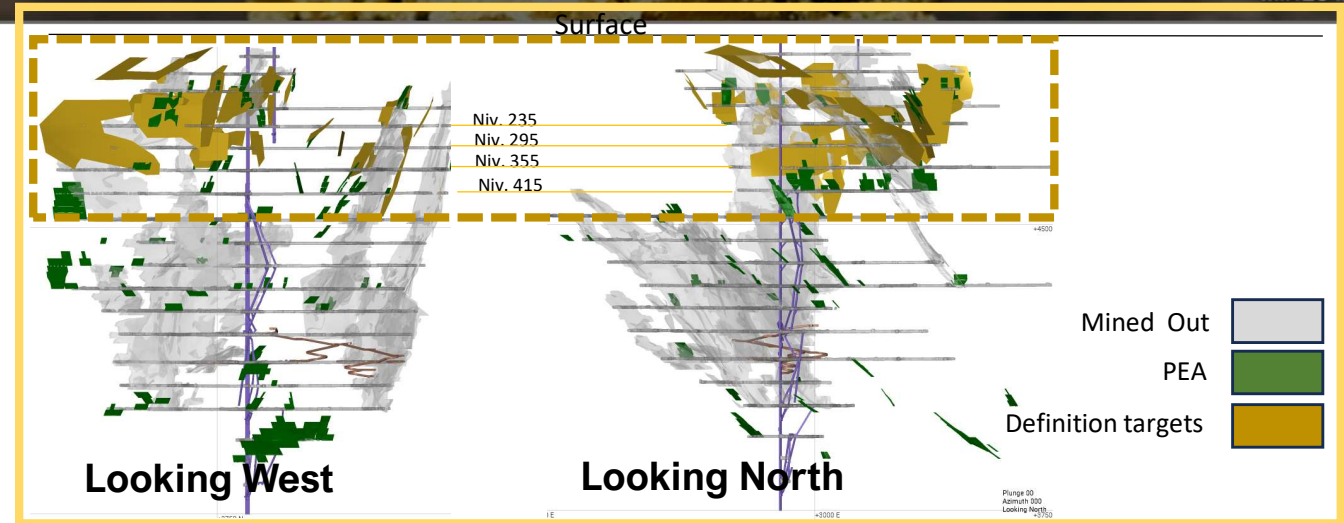 Surface
Niv. 235
Niv. 295
Niv. 355
Niv. 415
+4500
Mined Out
PEA
Definition targets
Looking West
Looking North
Plunge 00
Azimuth 000
Looking North
+3000 E
+3750